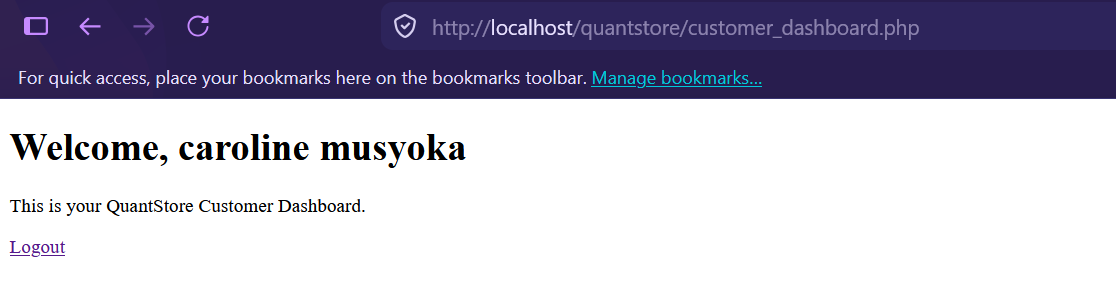 http://localhost/quantstore/customer_dashboard.php
For quick access, place your bookmarks here on the bookmarks toolbar. Manage bookmarks...
Welcome, caroline musyoka
This is your QuantStore Customer Dashboard.
Logout